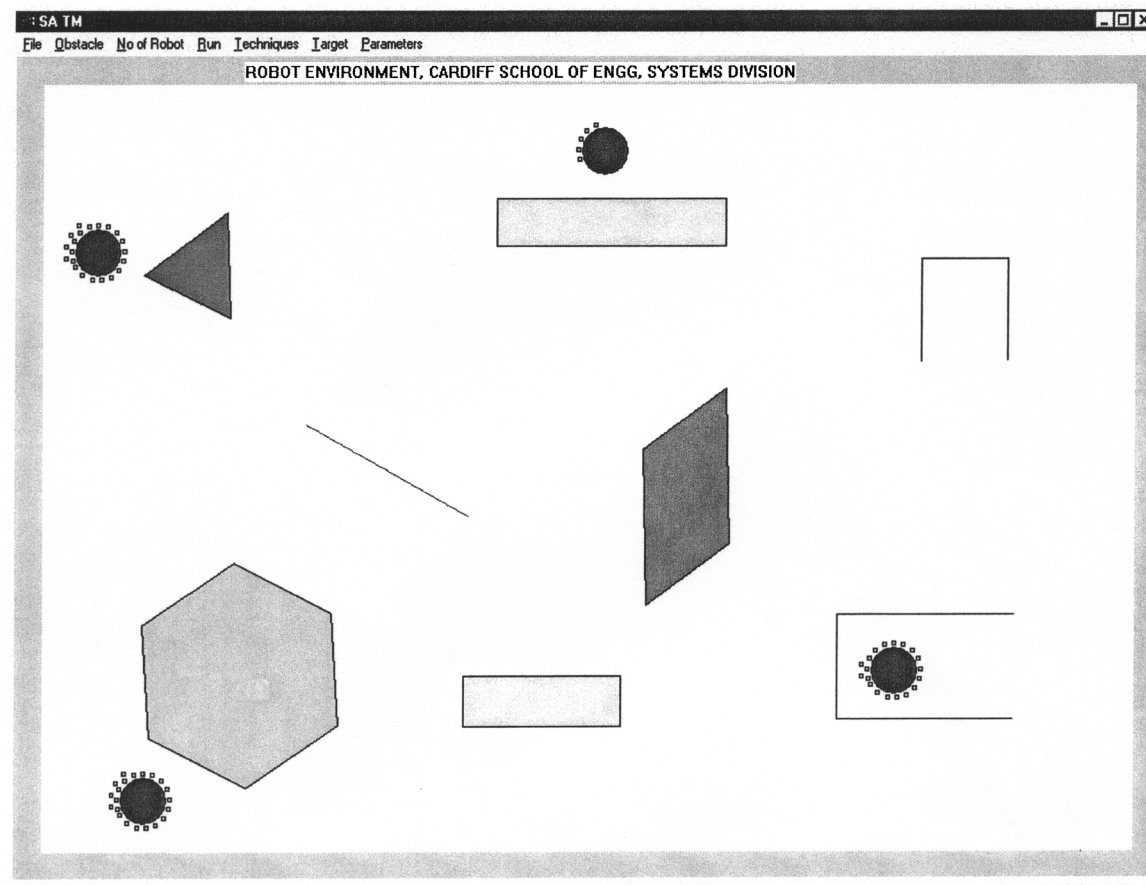 SA TM
File Obstacle No of Robot Run Techniques Target Parameters
ROBOT ENVIRONMENT, CARDIFF SCHOOL OF ENGG, SYSTEMS DIVISION